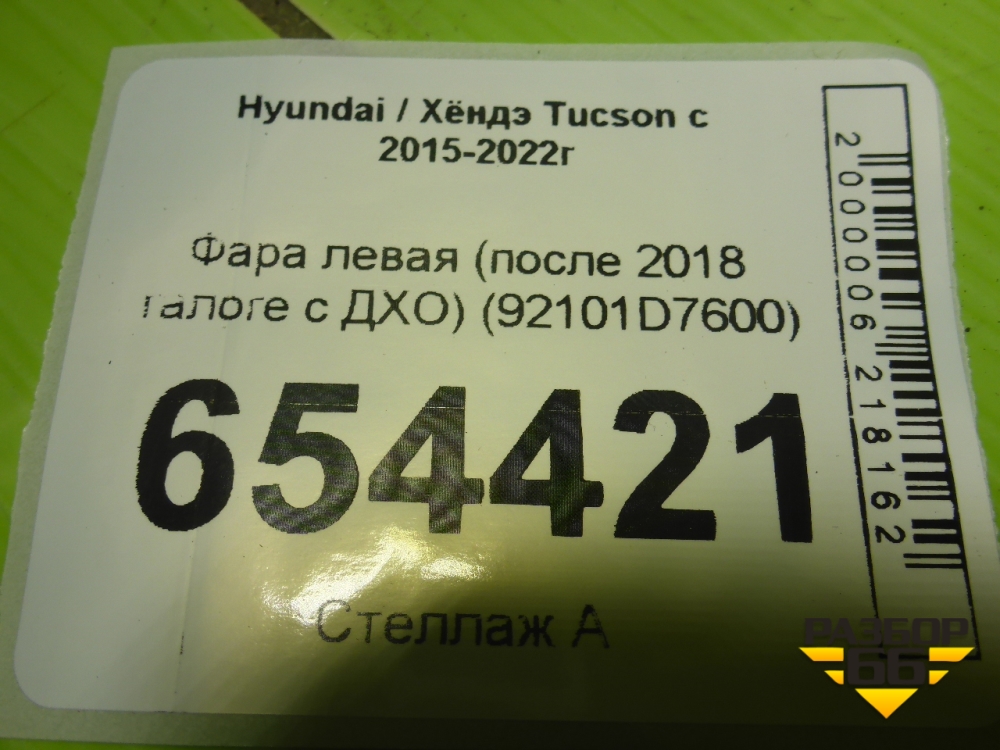 Hyundai / Хёндэ Tucson с
2015-2022г
Фара левая (после 2018
галоге с ДХО) (92101D7600)
654421
Стеллаж А
2000006218162
РАЗБОР
66